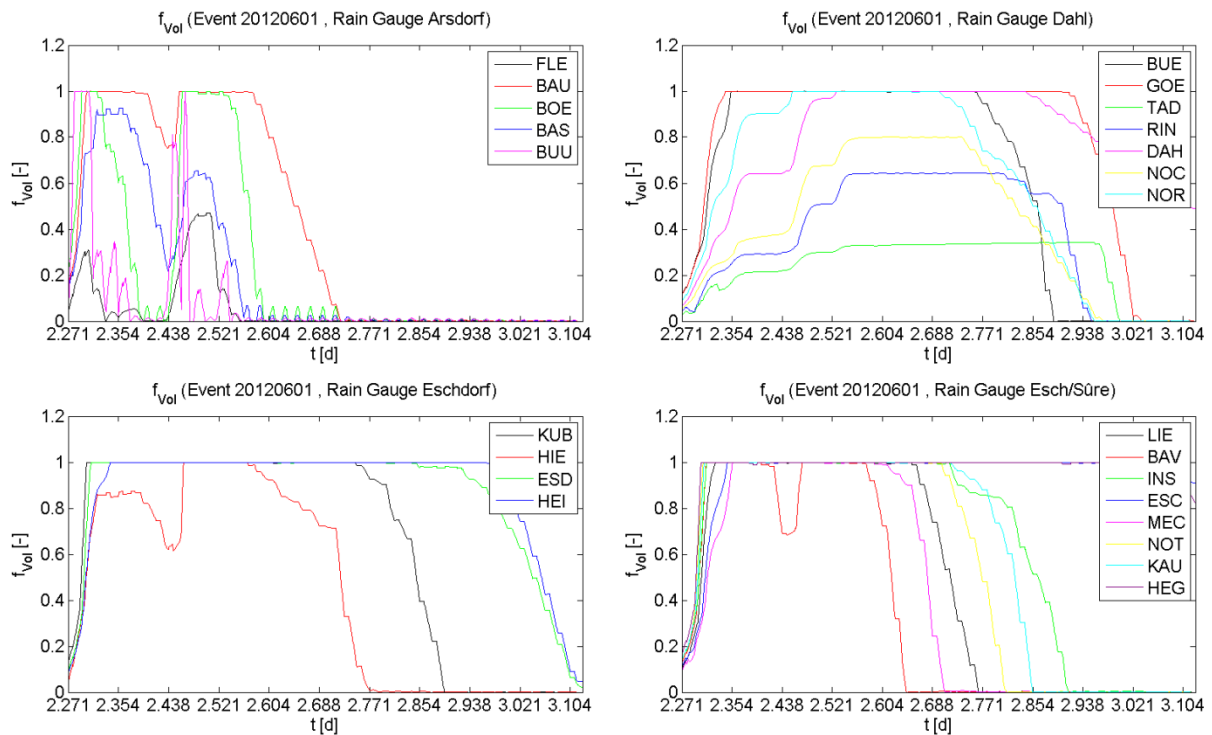 f_Vol (Event 20120601 , Rain Gauge Arsdorf)
1.2
1
0.8
0.6
0.4
0.2
0
f_Vol [-]
FLE
BAU
BOE
BAS
BUU
2.271 2.354 2.438 2.521 2.604 2.688 2.771 2.854 2.938 3.021 3.104
t [d]
f_Vol (Event 20120601 , Rain Gauge Dahl)
1.2
1
0.8
0.6
0.4
0.2
0
f_Vol [-]
BUE
GOE
TAD
RIN
DAH
NOC
NOR
2.271 2.354 2.438 2.521 2.604 2.688 2.771 2.854 2.938 3.021 3.104
t [d]
f_Vol (Event 20120601 , Rain Gauge Eschdorf)
1.2
1
0.8
0.6
0.4
0.2
0
f_Vol [-]
KUB
HIE
ESD
HEI
2.271 2.354 2.438 2.521 2.604 2.688 2.771 2.854 2.938 3.021 3.104
t [d]
f_Vol (Event 20120601 , Rain Gauge Esch/Sûre)
1.2
1
0.8
0.6
0.4
0.2
0
f_Vol [-]
LIE
BAV
INS
ESC
MEC
NOT
KAU
HEG
2.271 2.354 2.438 2.521 2.604 2.688 2.771 2.854 2.938 3.021 3.104
t [d]